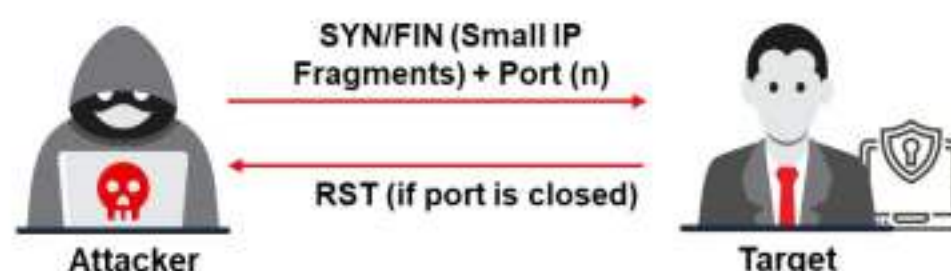 SYN/FIN (Small IP
Fragments) + Port (n)
RST (if port is closed)
Attacker
Target